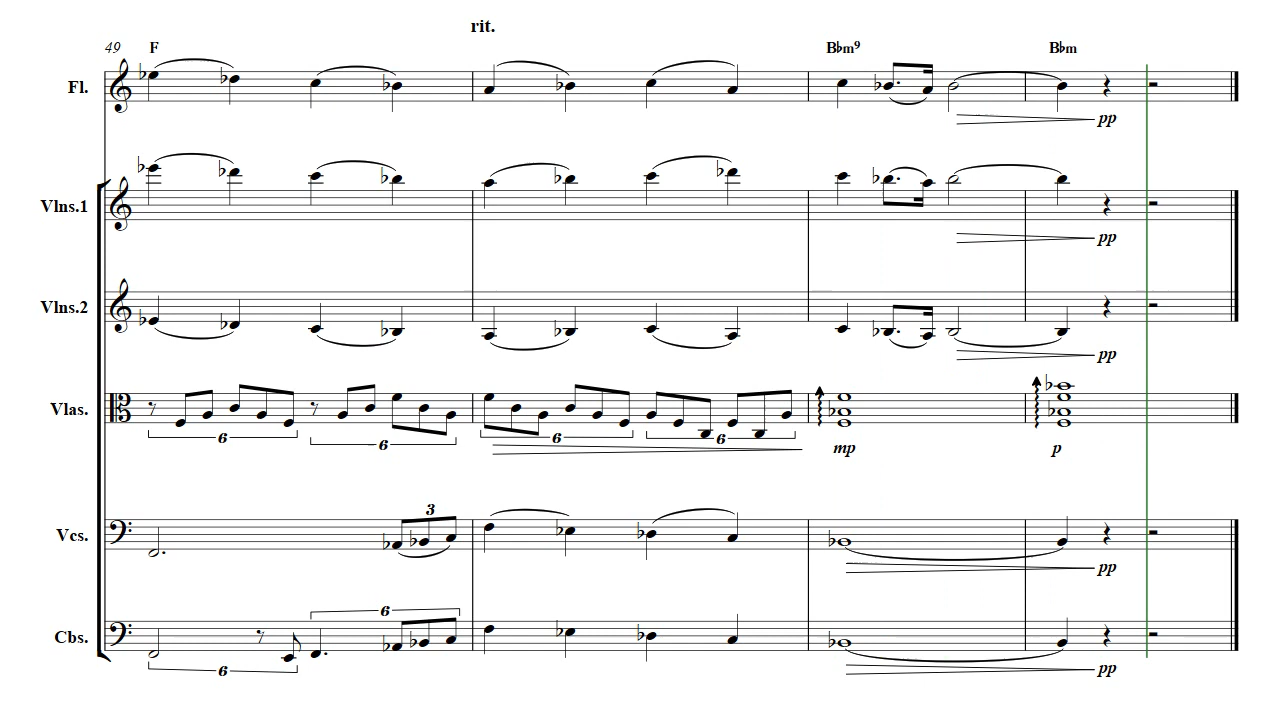 rit.
49 F B♭m9 B♭m
Fl.
pp
Vlns.1
pp
Vlns.2
pp
Vlas.
6 6 6 6
mp p
3
Vcs.
pp
6
Cbs.
6 pp